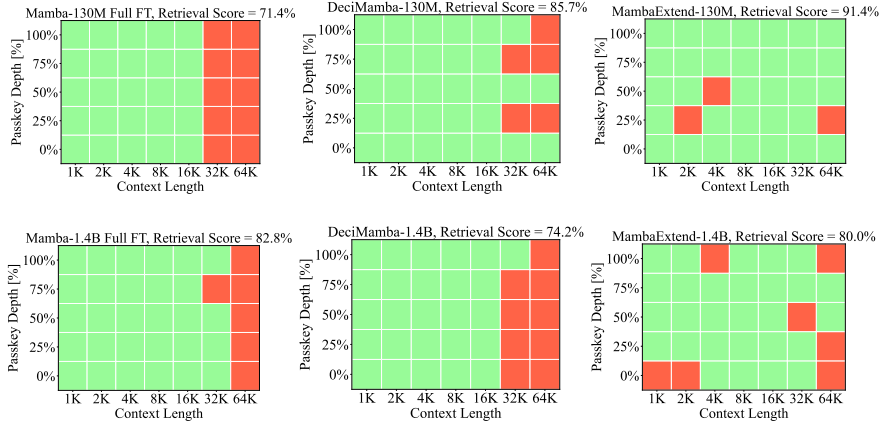 Mamba-130M Full FT, Retrieval Score = 71.4%
Passkey Depth [%]
100%
75%
50%
25%
0%
1K 2K 4K 8K 16K 32K 64K
Context Length
DeciMamba-130M, Retrieval Score = 85.7%
Passkey Depth [%]
100%
75%
50%
25%
0%
1K 2K 4K 8K 16K 32K 64K
Context Length
MambaExtend-130M, Retrieval Score = 91.4%
Passkey Depth [%]
100%
75%
50%
25%
0%
1K 2K 4K 8K 16K 32K 64K
Context Length
Mamba-1.4B Full FT, Retrieval Score = 82.8%
Passkey Depth [%]
100%
75%
50%
25%
0%
1K 2K 4K 8K 16K 32K 64K
Context Length
DeciMamba-1.4B, Retrieval Score = 74.2%
Passkey Depth [%]
100%
75%
50%
25%
0%
1K 2K 4K 8K 16K 32K 64K
Context Length
MambaExtend-1.4B, Retrieval Score = 80.0%
Passkey Depth [%]
100%
75%
50%
25%
0%
1K 2K 4K 8K 16K 32K 64K
Context Length